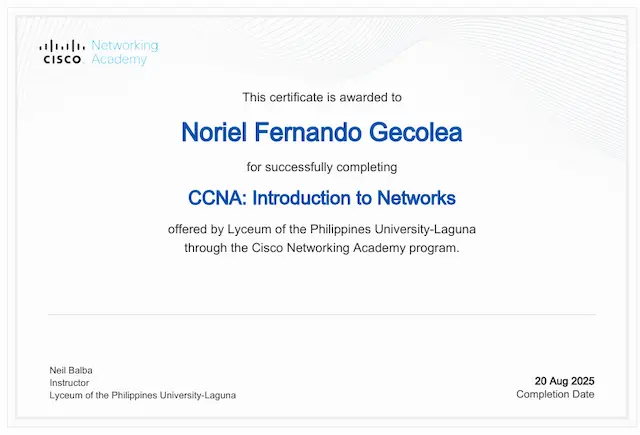 Networking
CISCO Academy
This certificate is awarded to
Noriel Fernando Gecolea
for successfully completing
CCNA: Introduction to Networks
offered by Lyceum of the Philippines University-Laguna
through the Cisco Networking Academy program.
Neil Balba
Instructor
Lyceum of the Philippines University-Laguna
20 Aug 2025
Completion Date